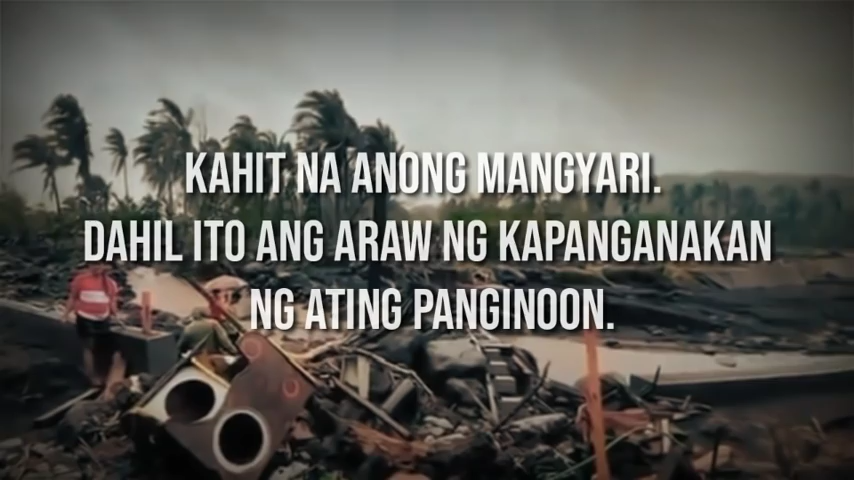 KAHIT NA ANONG MANGYARI.
DAHIL ITO ANG ARAW NG KAPANGANAKAN
NG ATING PANGINOON.